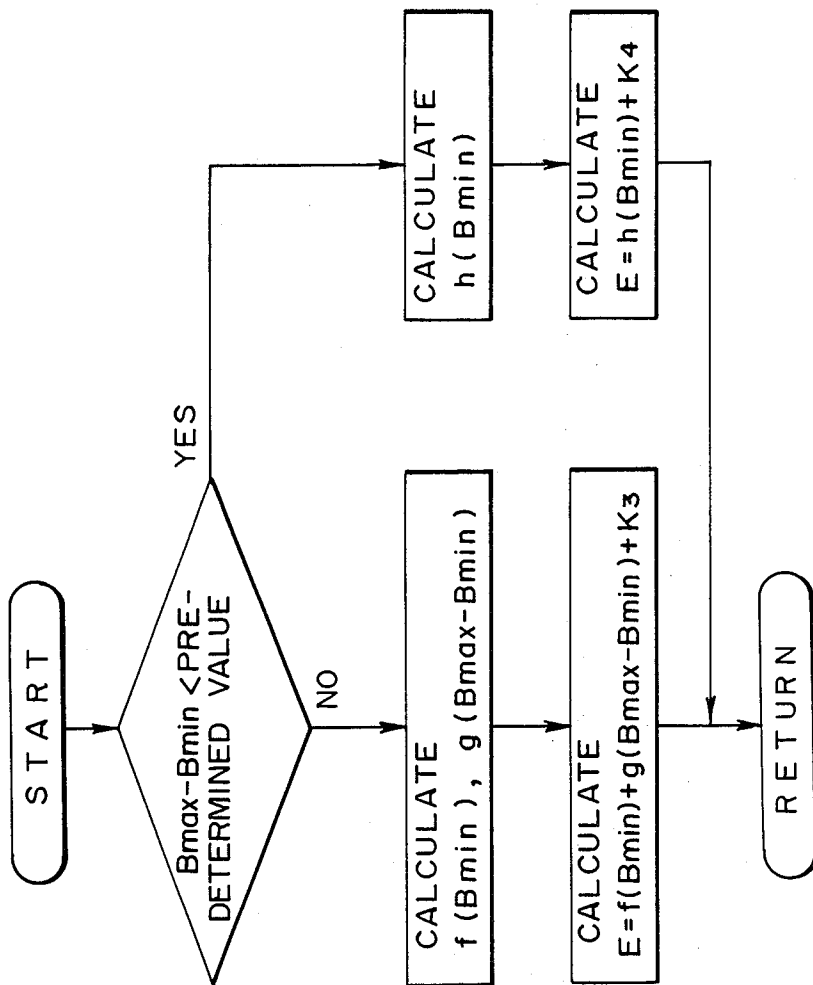 START
Bmax-Bmin <PRE-
DETERMINED VALUE
YES
NO
CALCULATE
f(Bmin), g(Bmax-Bmin)
CALCULATE
h(Bmin)
CALCULATE
E=f(Bmin)+g(Bmax-Bmin)+K3
CALCULATE
E=h(Bmin)+K4
RETURN